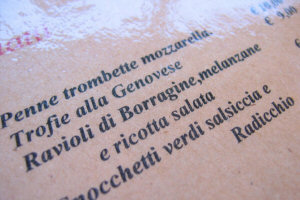 Penne trombette mozzarella.
Trofie alla Genovese
Ravioli di Borragine,melanzane
e ricotta salata
Gnocchetti verdi salsiccia e
Radicchio